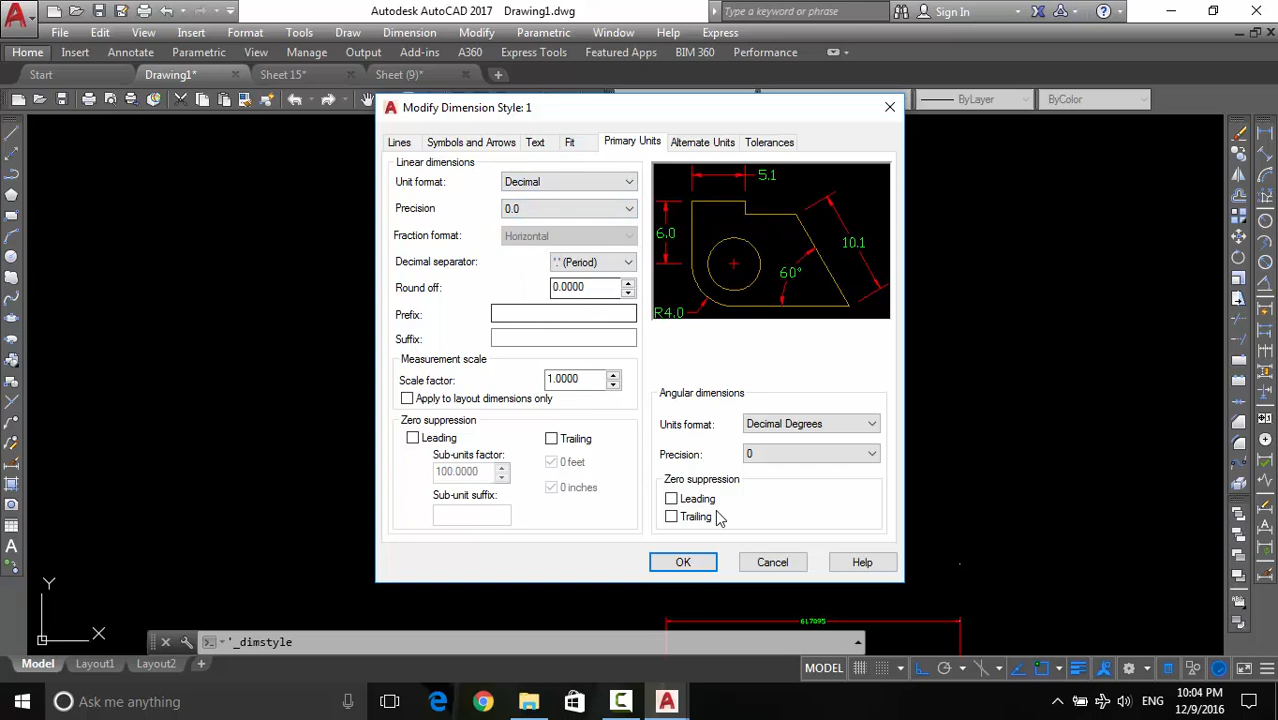 Autodesk AutoCAD 2017 Drawing1.dwg
Type a keyword or phrase
Sign In
File Edit View Insert Format Tools Draw Dimension Modify Parametric Window Help Express
Home Insert Annotation Parametric View Manage Output Add-ins A360 Express Tools Featured Apps BIM 360 Performance
Start Drawing1* Sheet 15* Sheet (9)*
ByLayer ByColor
Modify Dimension Style: 1
Lines Symbols and Arrows Text Fit Primary Units Alternate Units Tolerances
Linear dimensions
Unit format: Decimal
Precision 0.0
Fraction format: Horizontal
Decimal separator: '.' (Period)
Round off: 0.0000
Prefix:
Suffix:
Measurement scale
Scale factor: 1.0000
Apply to layout dimensions only
Zero suppression
Leading Trailing
Sub-units factor: 0 feet
100.0000
0 inches
Sub-unit suffix:
5.1
6.0
10.1
60°
R4.0
Angular dimensions
Units format: Decimal Degrees
Precision: 0
Zero suppression
Leading
Trailing
OK Cancel Help
617095
Y
X
'_dimstyle
Model Layout1 Layout2
MODEL
Ask me anything
ENG
10:04 PM
12/9/2016